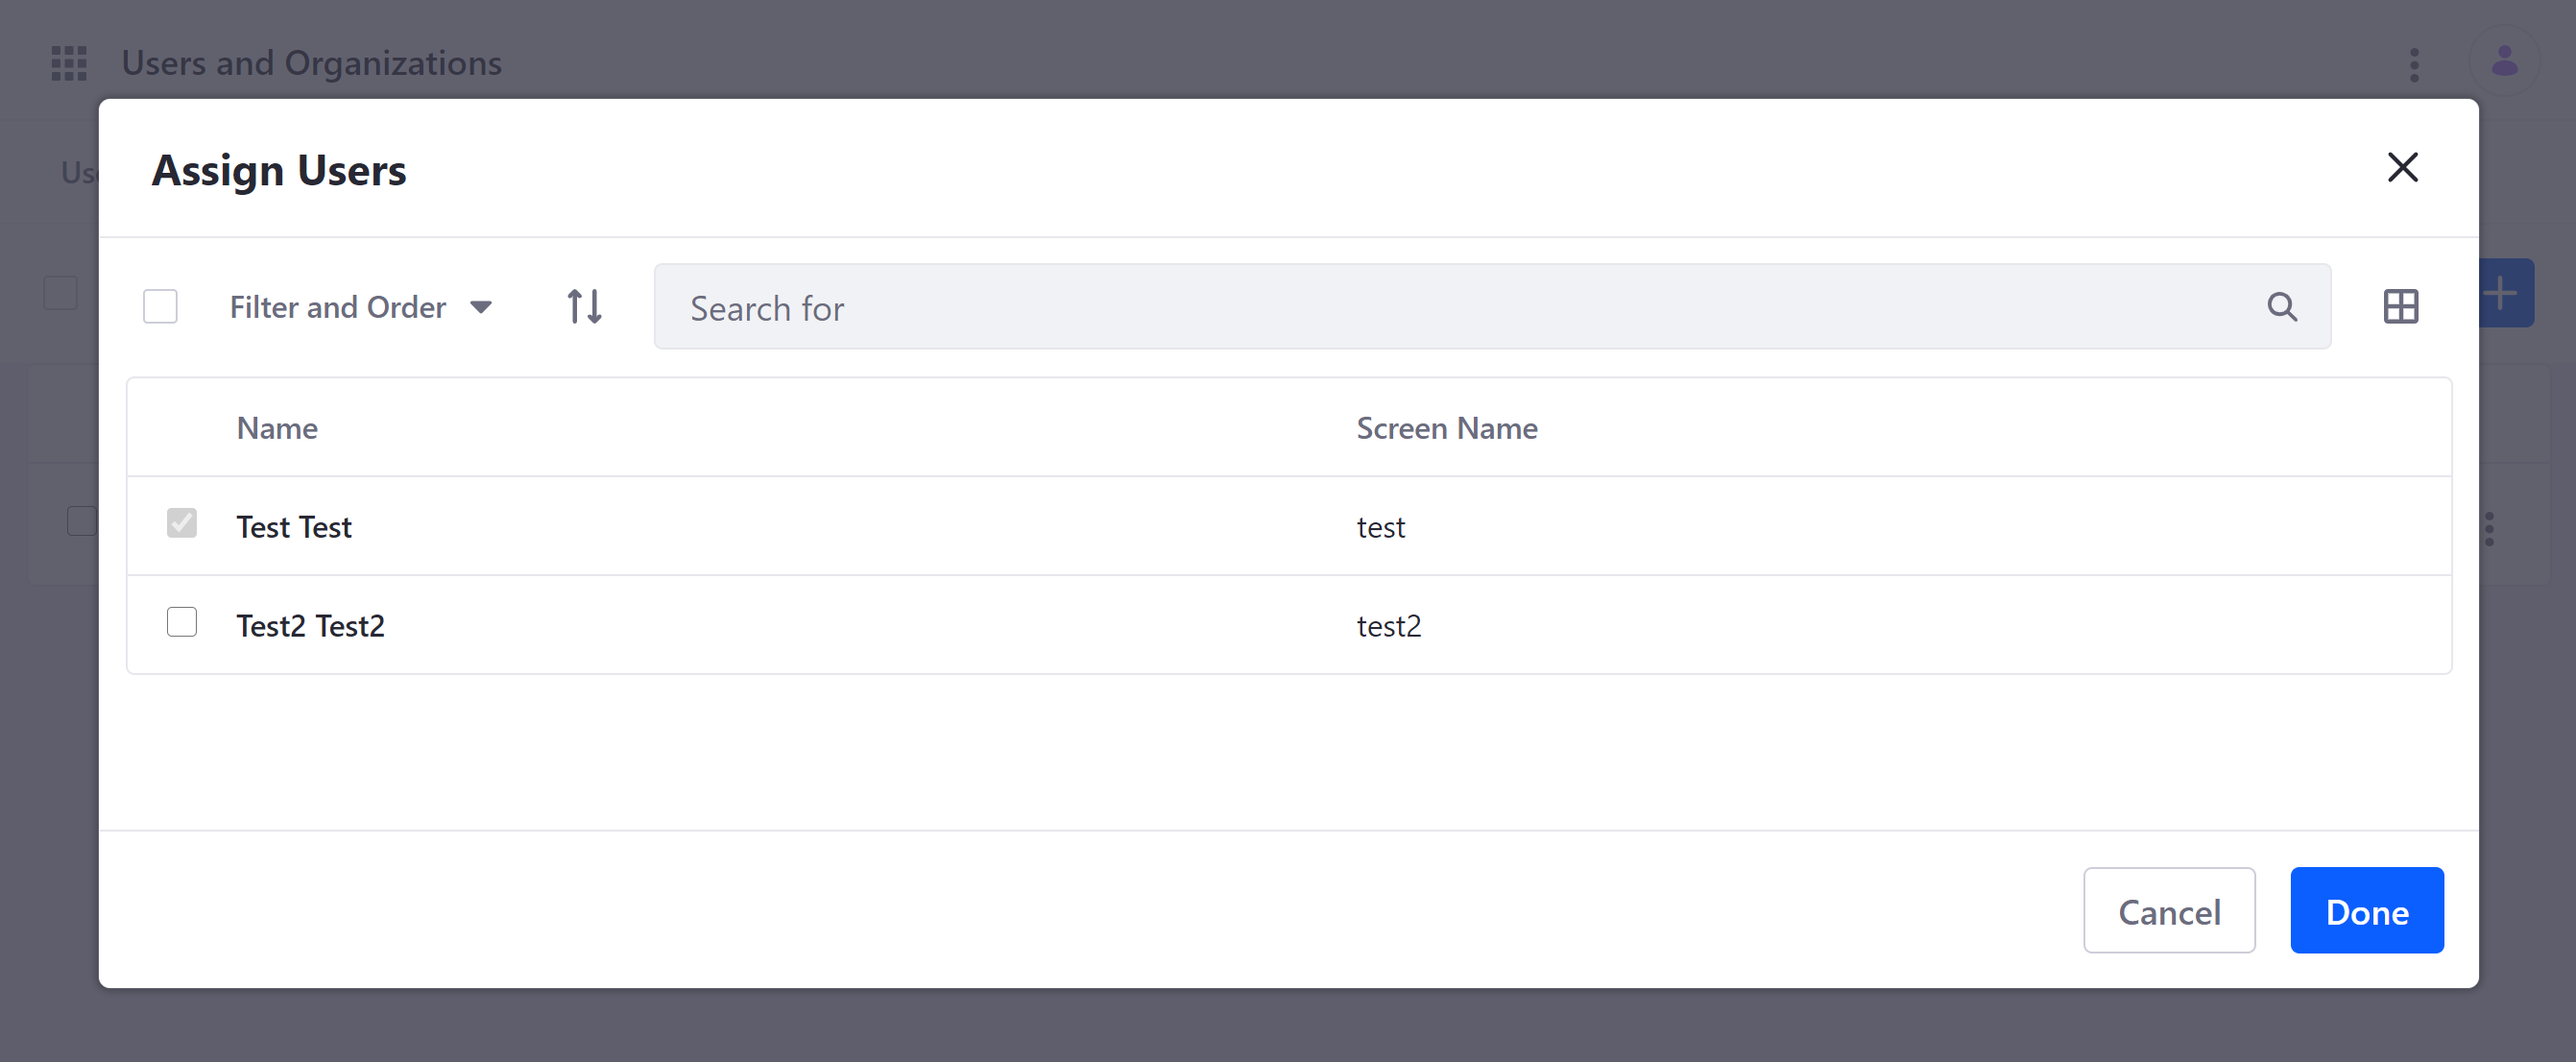 Users and Organizations
Use
Assign Users
Filter and Order
Search for
Name Screen Name
Test Test test
Test2 Test2 test2
Cancel Done